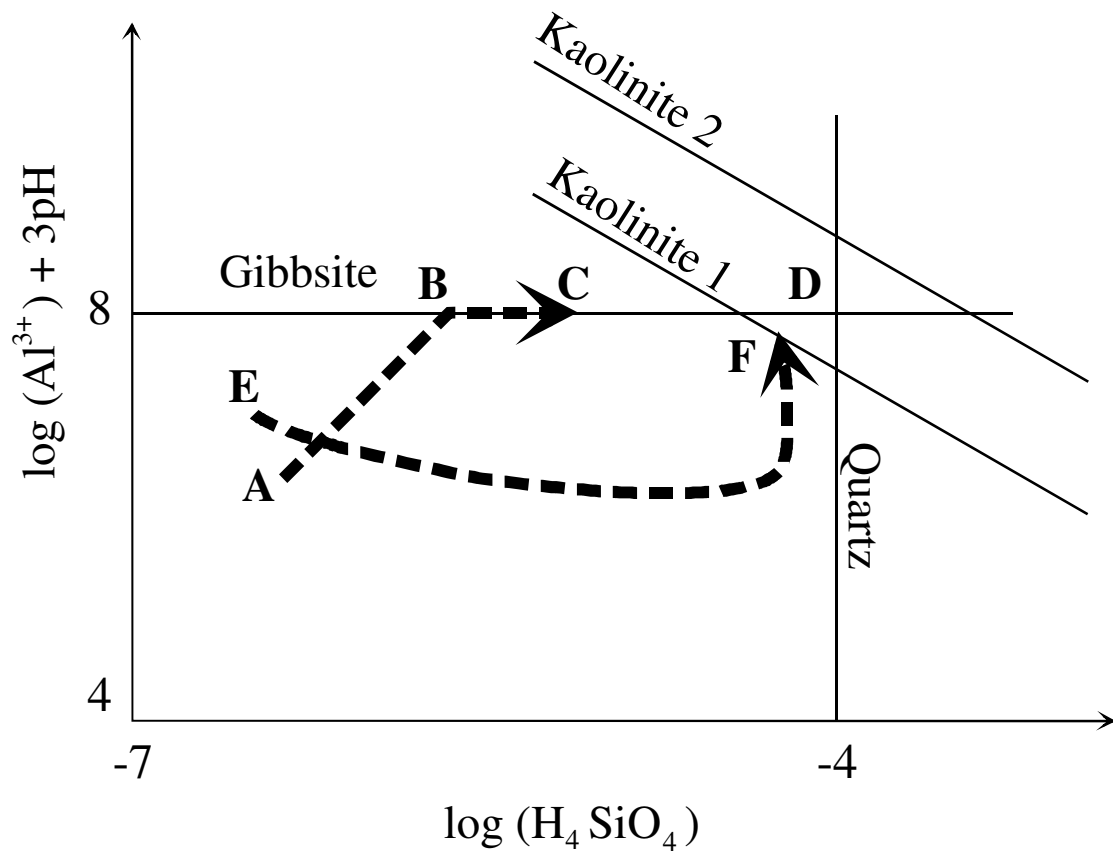 Kaolinite 2
Kaolinite 1
log (Al³⁺) + 3pH
Gibbsite
B
C
D
8
F
E
A
Quartz
4
-7
-4
log (H₄ SiO₄)